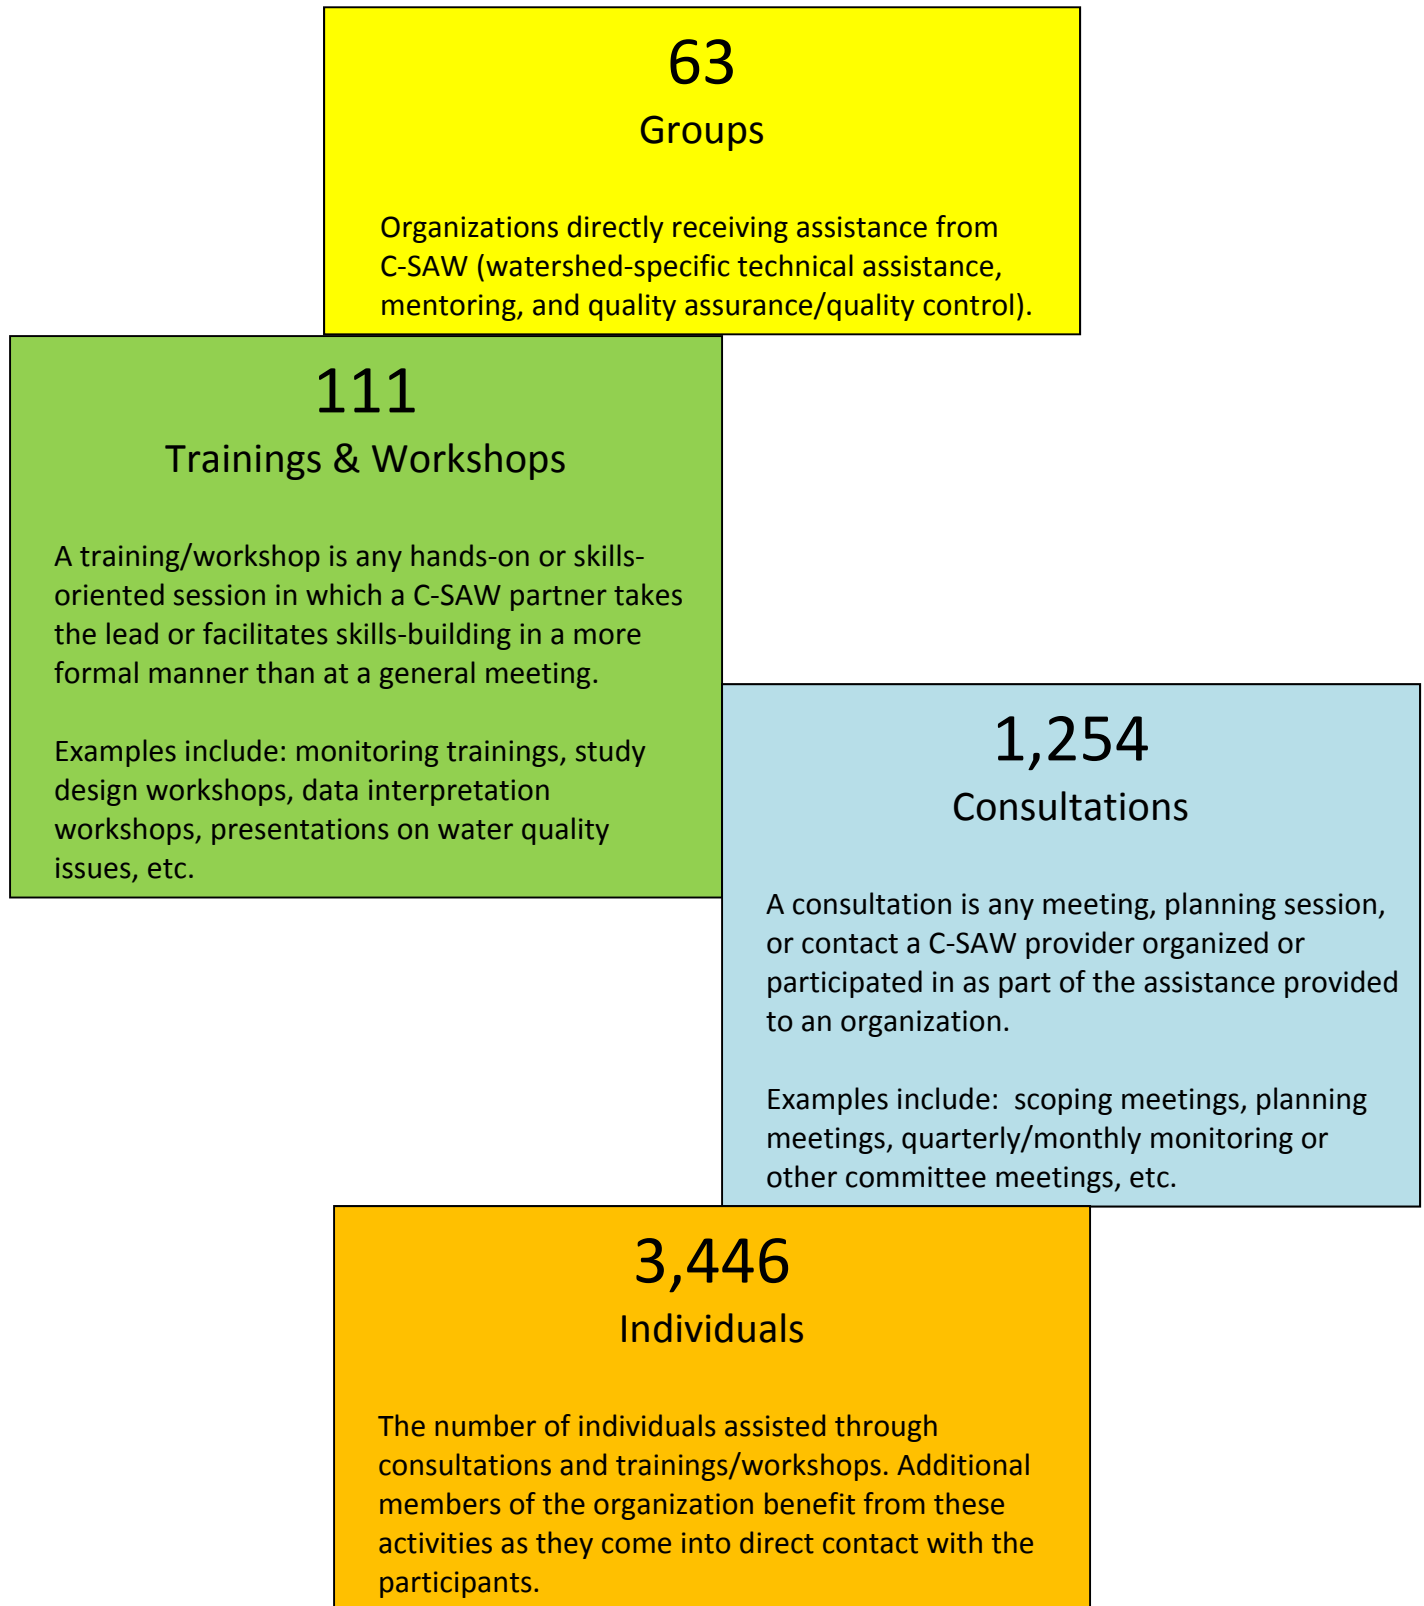 63
Groups
Organizations directly receiving assistance from
C-SAW (watershed-specific technical assistance,
mentoring, and quality assurance/quality control).
111
Trainings & Workshops
A training/workshop is any hands-on or skills-
oriented session in which a C-SAW partner takes
the lead or facilitates skills-building in a more
formal manner than at a general meeting.
Examples include: monitoring trainings, study
design workshops, data interpretation
workshops, presentations on water quality
issues, etc.
1,254
Consultations
A consultation is any meeting, planning session,
or contact a C-SAW provider organized or
participated in as part of the assistance provided
to an organization.
Examples include:  scoping meetings, planning
meetings, quarterly/monthly monitoring or
other committee meetings, etc.
3,446
Individuals
The number of individuals assisted through
consultations and trainings/workshops. Additional
members of the organization benefit from these
activities as they come into direct contact with the
participants.